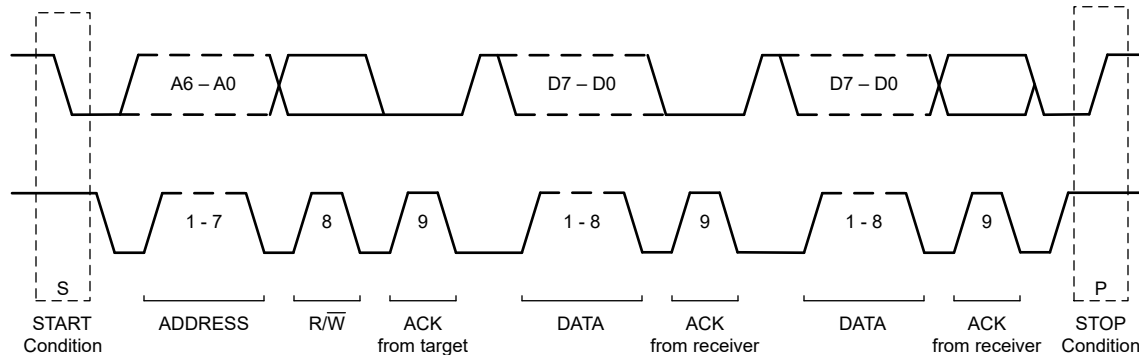 A6 – A0
D7 – D0
D7 – D0
1 - 7
8
9
1 - 8
9
1 - 8
9
S
P
START
Condition
ADDRESS
R/W̅
ACK
from target
DATA
ACK
from receiver
DATA
ACK
from receiver
STOP
Condition